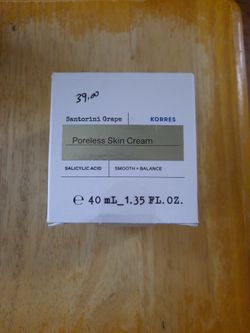 39.00
Santorini Grape KORRES
Poreless Skin Cream
SALICYLIC ACID SMOOTH + BALANCE
℮ 40 mL_1.35 FL.OZ.